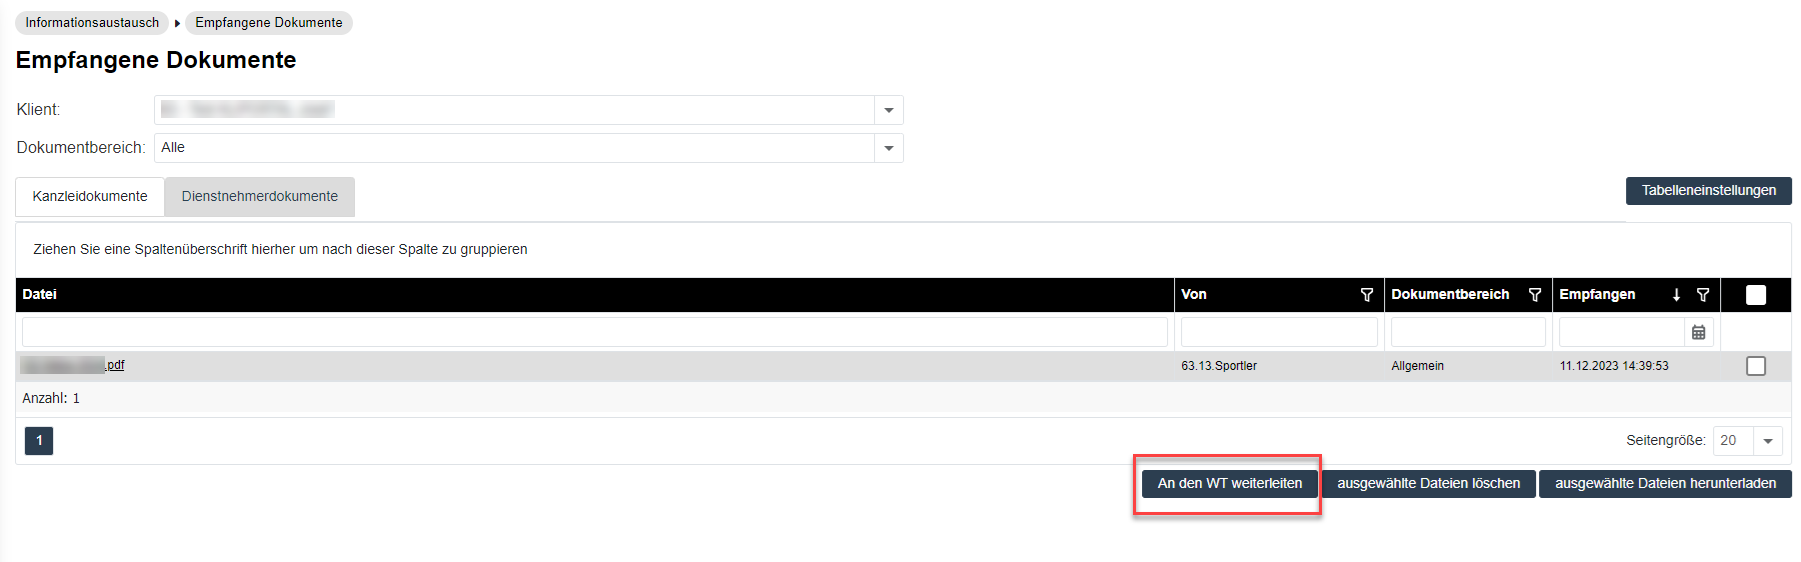 Informationsaustausch Empfangene Dokumente
Empfangene Dokumente
Klient:
Dokumentbereich: Alle
Kanzleidokumente Dienstnehmerdokumente Tabelleneinstellungen
Ziehen Sie eine Spaltenüberschrift hierher um nach dieser Spalte zu gruppieren
Datei Von Dokumentbereich Empfangen
.pdf 63.13.Sportler Allgemein 11.12.2023 14:39:53
Anzahl: 1
1 Seitengröße: 20
An den WT weiterleiten ausgewählte Dateien löschen ausgewählte Dateien herunterladen